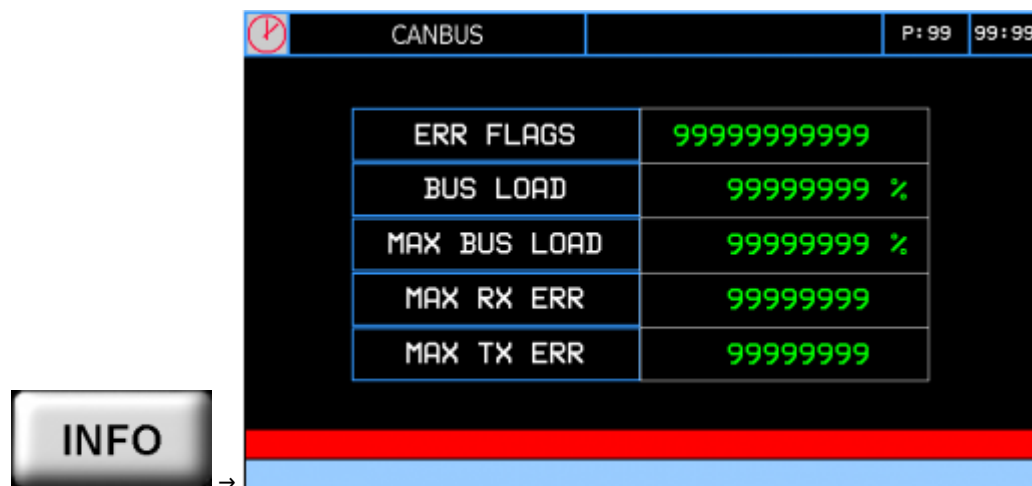 CANBUS P:99 99:99
ERR FLAGS 99999999999
BUS LOAD 99999999 %
MAX BUS LOAD 99999999 %
MAX RX ERR 99999999
MAX TX ERR 99999999
INFO →